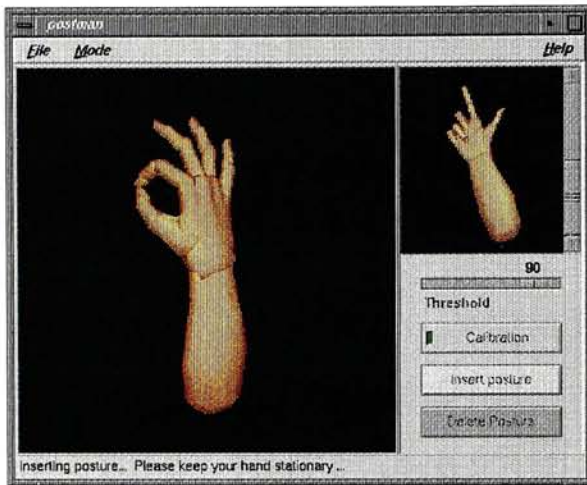 postman
File Mode Help
90
Threshold
Calibration
Insert posture
Delete Posture
Inserting posture... Please keep your hand stationary ...